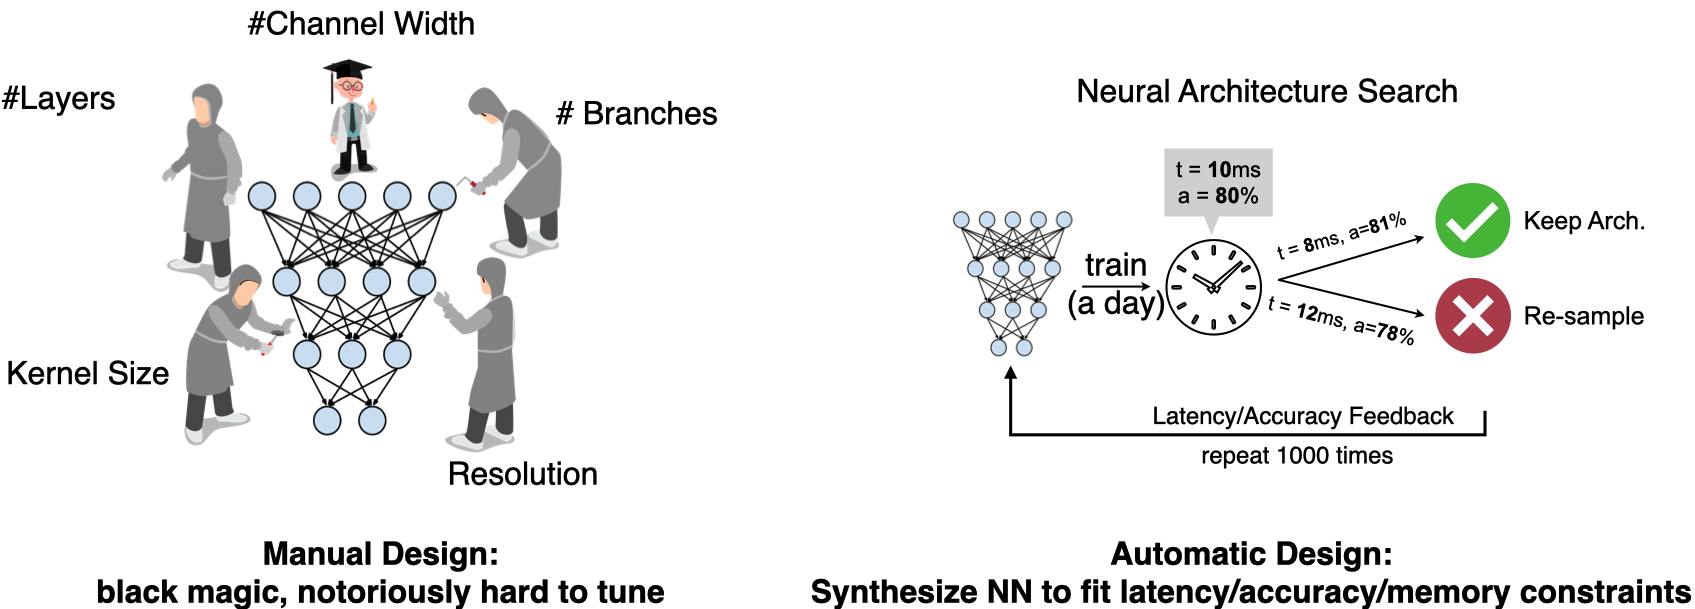 #Channel Width
#Layers
# Branches
Kernel Size
Resolution
Manual Design:
black magic, notoriously hard to tune
Neural Architecture Search
t = 10ms
a = 80%
train
(a day)
t = 8ms, a=81%
Keep Arch.
t = 12ms, a=78%
Re-sample
Latency/Accuracy Feedback
repeat 1000 times
Automatic Design:
Synthesize NN to fit latency/accuracy/memory constraints